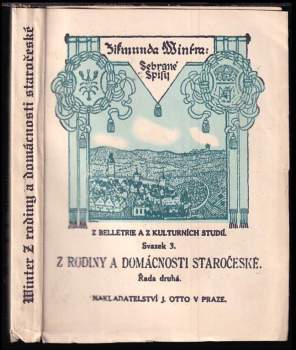 Winter Z rodiny a domácnosti staročeské
Zikmunda Wintra:
Sebrané
Spisy
Z BELLETRIE A Z KULTURNÍCH STUDIÍ.
Svazek 3.
Z RODINY A DOMÁCNOSTI STAROČESKÉ.
Řada druhá.
NAKLADATELSTVÍ J. OTTO V PRAZE.